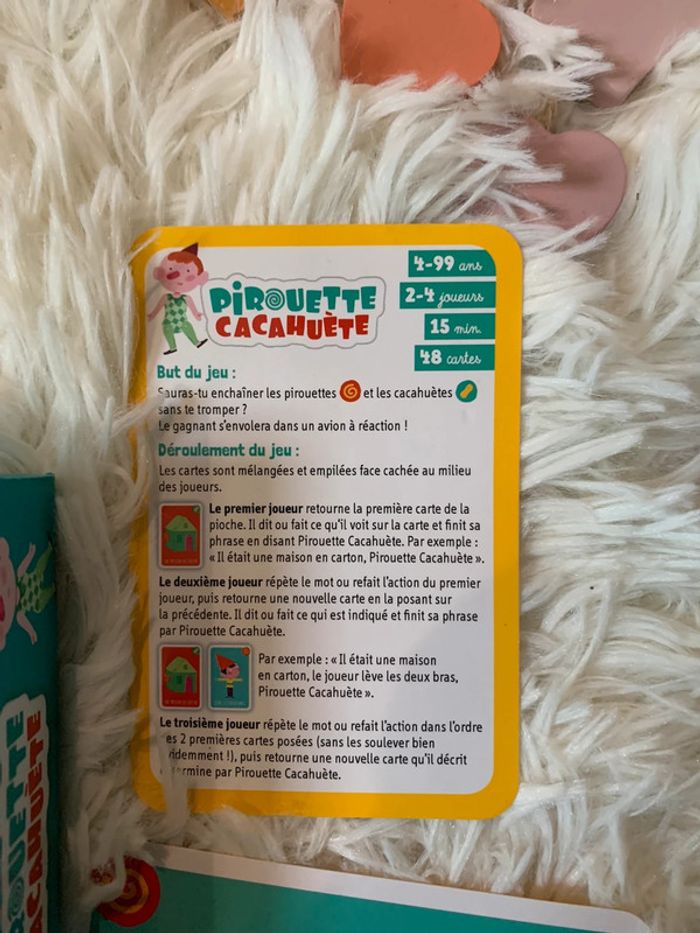 PIROUETTE
CACAHUÈTE
4-99 ans
2-4 joueurs
15 min.
48 cartes
But du jeu :
Sauras-tu enchaîner les pirouettes et les cacahuètes
sans te tromper ?
Le gagnant s'envolera dans un avion à réaction !
Déroulement du jeu :
Les cartes sont mélangées et empilées face cachée au milieu
des joueurs.
Le premier joueur retourne la première carte de la
pioche. Il dit ou fait ce qu'il voit sur la carte et finit sa
phrase en disant Pirouette Cacahuète. Par exemple :
« Il était une maison en carton, Pirouette Cacahuète ».
Le deuxième joueur répète le mot ou refait l'action du premier
joueur, puis retourne une nouvelle carte en la posant sur
la précédente. Il dit ou fait ce qui est indiqué et finit sa phrase
par Pirouette Cacahuète.
Par exemple : « Il était une maison
en carton, le joueur lève les deux bras,
Pirouette Cacahuète ».
Le troisième joueur répète le mot ou refait l'action dans l'ordre
es 2 premières cartes posées (sans les soulever bien
videmment !), puis retourne une nouvelle carte qu'il décrit
termine par Pirouette Cacahuète.
OUETTE
CAHUÈTE